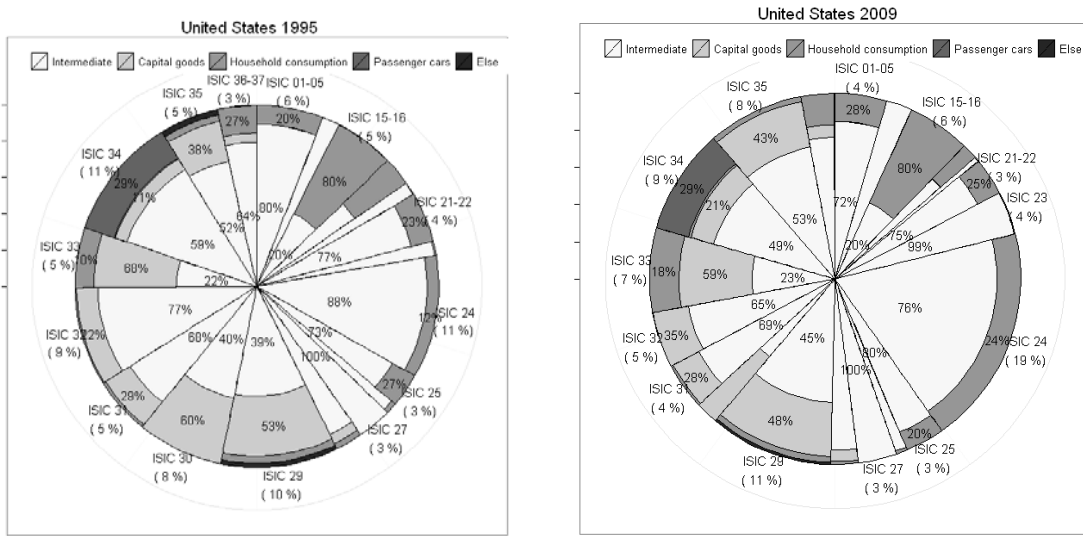 United States 1995
Intermediate Capital goods Household consumption Passenger cars Else
ISIC 36-37
( 3 %)
ISIC 01-05
( 6 %)
ISIC 35
( 5 %)
ISIC 15-16
( 5 %)
ISIC 34
( 11 %)
ISIC 21-22
( 4 %)
ISIC 33
( 5 %)
ISIC 24
( 11 %)
ISIC 32
( 9 %)
ISIC 25
( 3 %)
ISIC 31
( 5 %)
ISIC 27
( 3 %)
ISIC 30
( 8 %)
ISIC 29
( 10 %)
27%
20%
38%
80%
29%
11%
23%
64%
80%
52%
59%
20%
77%
68%
22%
88%
77%
12%
22%
68%
40%
39%
73%
100%
27%
60%
53%
United States 2009
Intermediate Capital goods Household consumption Passenger cars Else
ISIC 01-05
( 4 %)
ISIC 35
( 8 %)
ISIC 15-16
( 6 %)
ISIC 34
( 9 %)
ISIC 21-22
( 3 %)
ISIC 23
( 4 %)
ISIC 33
( 7 %)
ISIC 24
( 19 %)
ISIC 32
( 5 %)
ISIC 31
( 4 %)
ISIC 25
( 3 %)
ISIC 29
( 11 %)
ISIC 27
( 3 %)
28%
43%
80%
29%
21%
25%
72%
53%
49%
20%
75%
99%
18%
59%
23%
76%
65%
69%
45%
35%
24%
80%
100%
28%
48%
20%